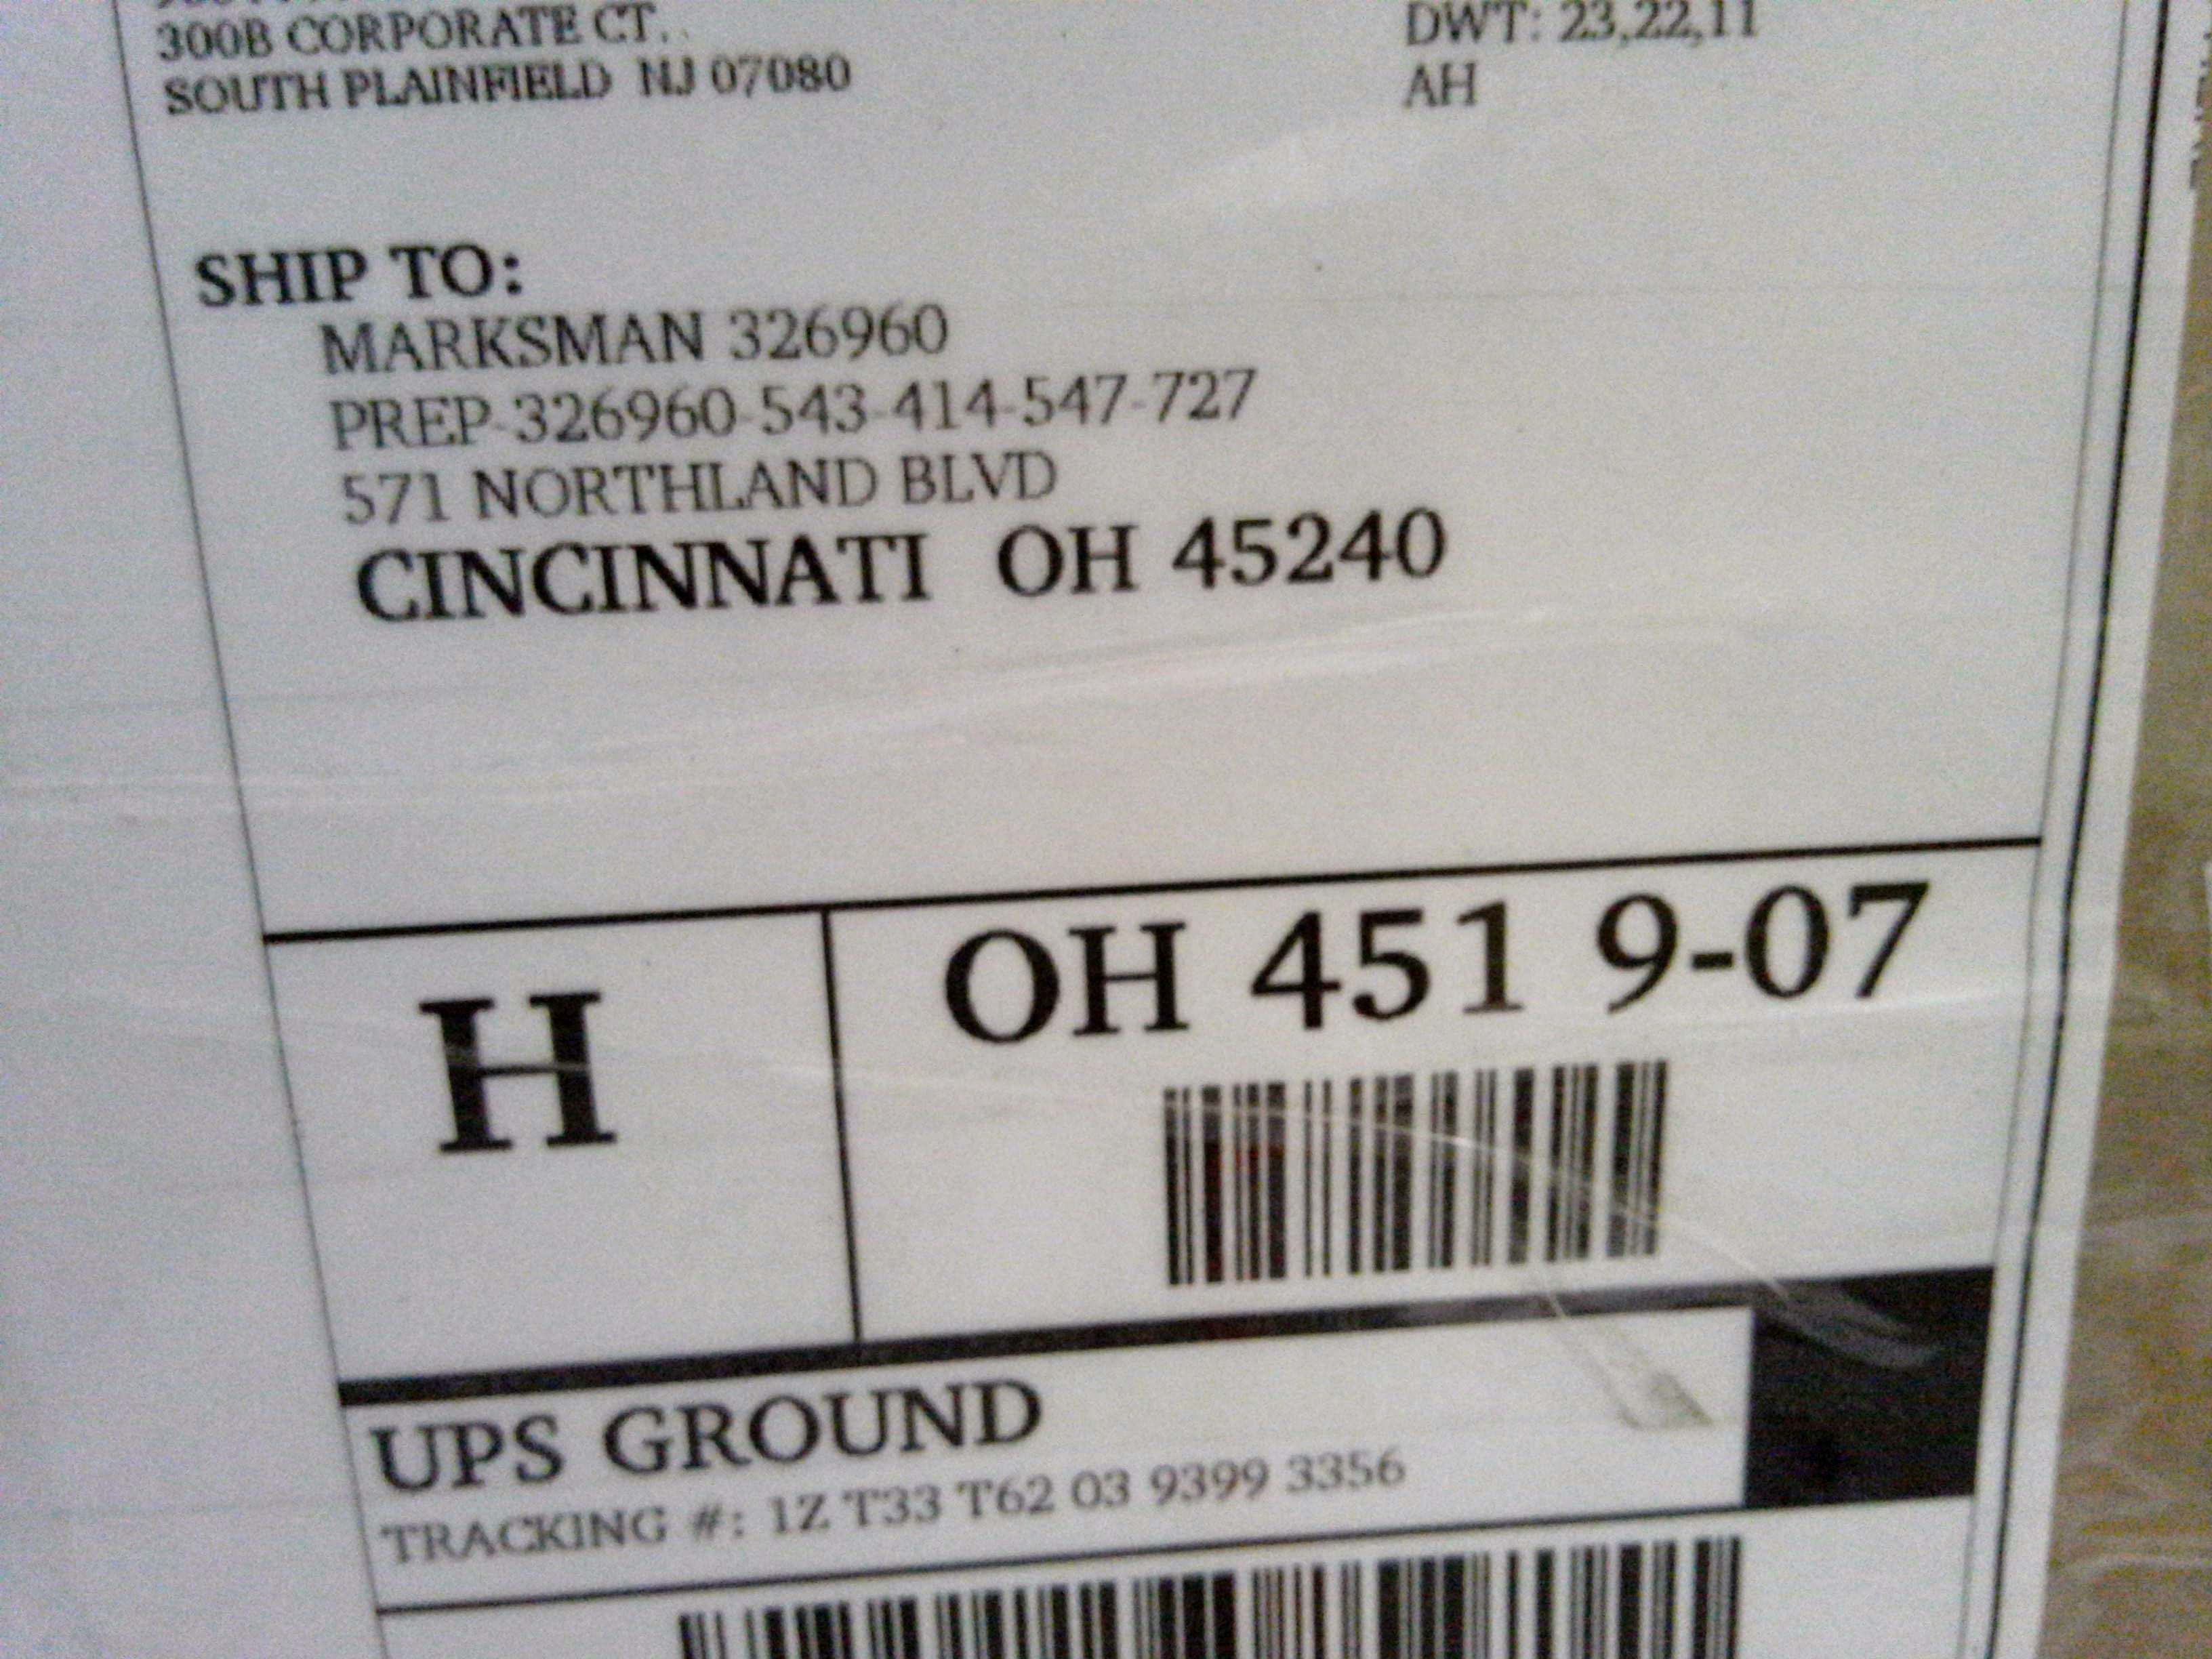 300B CORPORATE CT.
SOUTH PLAINFIELD NJ 07080
DWT: 23,22,11
AH
SHIP TO:
MARKSMAN 326960
PREP-326960-543-414-547-727
571 NORTHLAND BLVD
CINCINNATI OH 45240
H
OH 451 9-07
UPS GROUND
TRACKING #: 1Z T33 T62 03 9399 3356